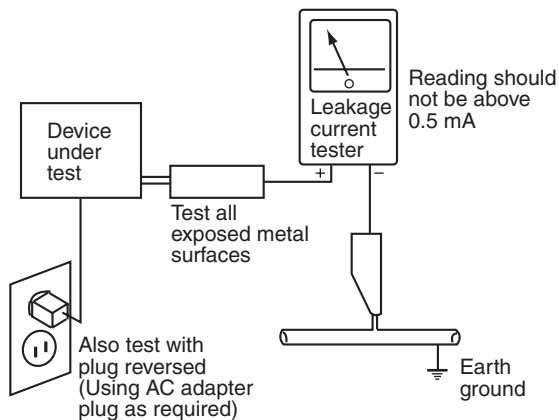 Device
under
test
Leakage
current
tester
+ −
Reading should
not be above
0.5 mA
Test all
exposed metal
surfaces
Also test with
plug reversed
(Using AC adapter
plug as required)
Earth
ground